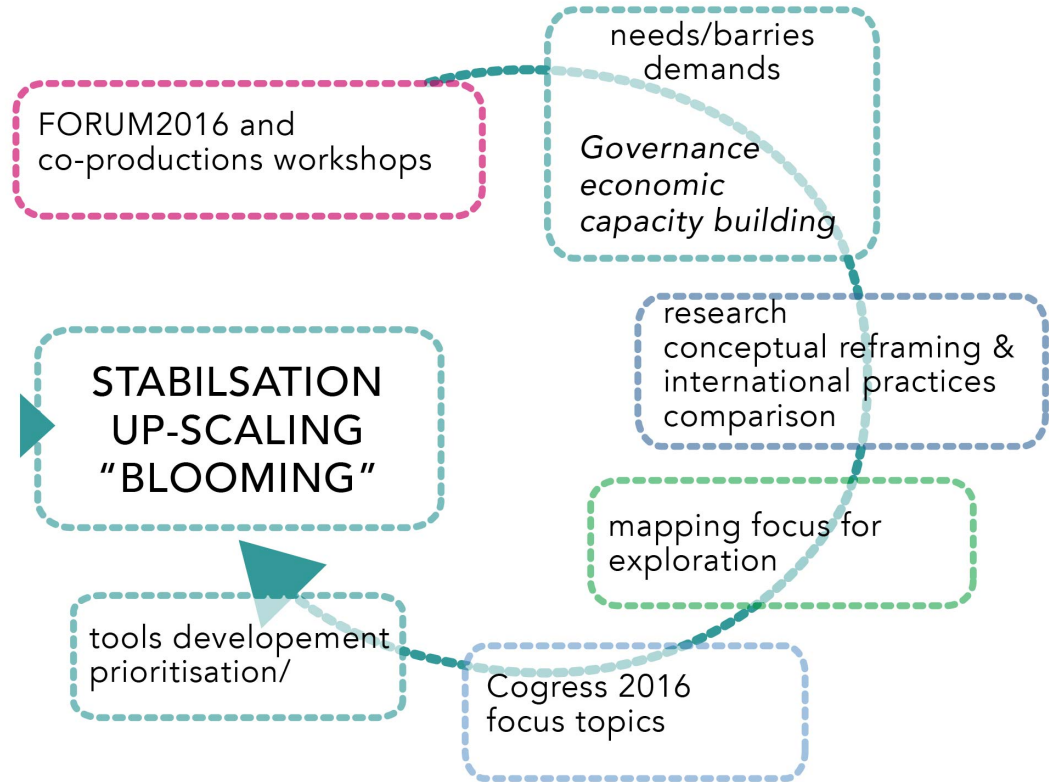 FORUM2016 and
co-productions workshops
needs/barries
demands
Governance
economic
capacity building
research
conceptual reframing &
international practices
comparison
mapping focus for
exploration
Cogress 2016
focus topics
tools developement
prioritisation/
STABILSATION
UP-SCALING
“BLOOMING”